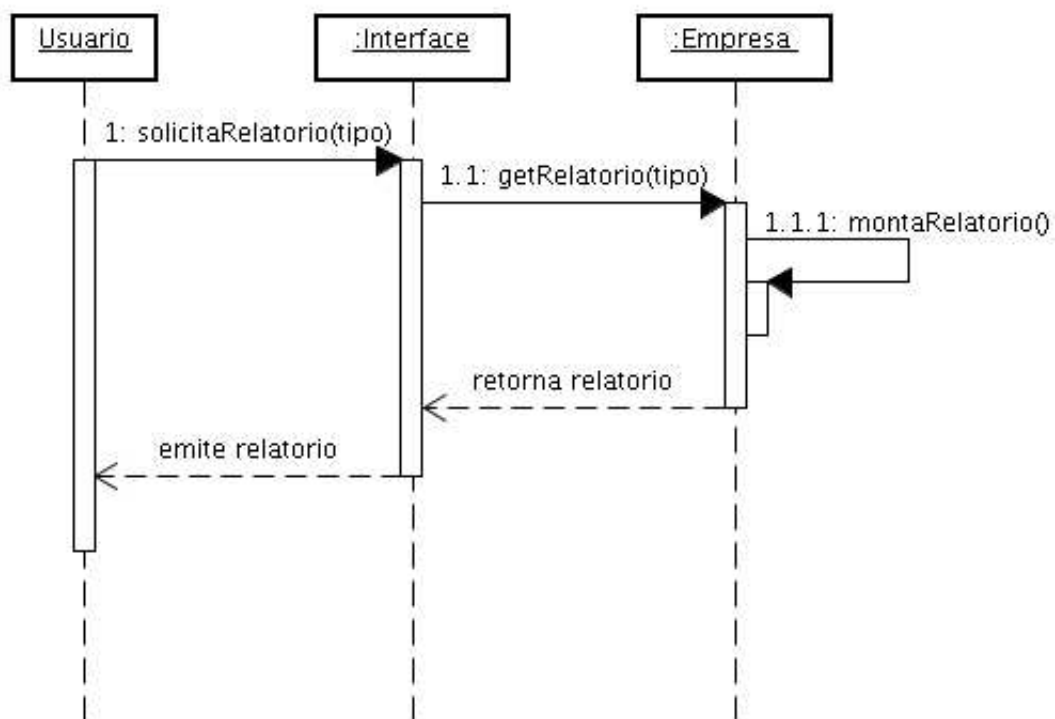 Usuario
:Interface
:Empresa
1: solicitaRelatorio(tipo)
1.1: getRelatorio(tipo)
1.1.1: montaRelatorio()
retorna relatorio
emite relatorio